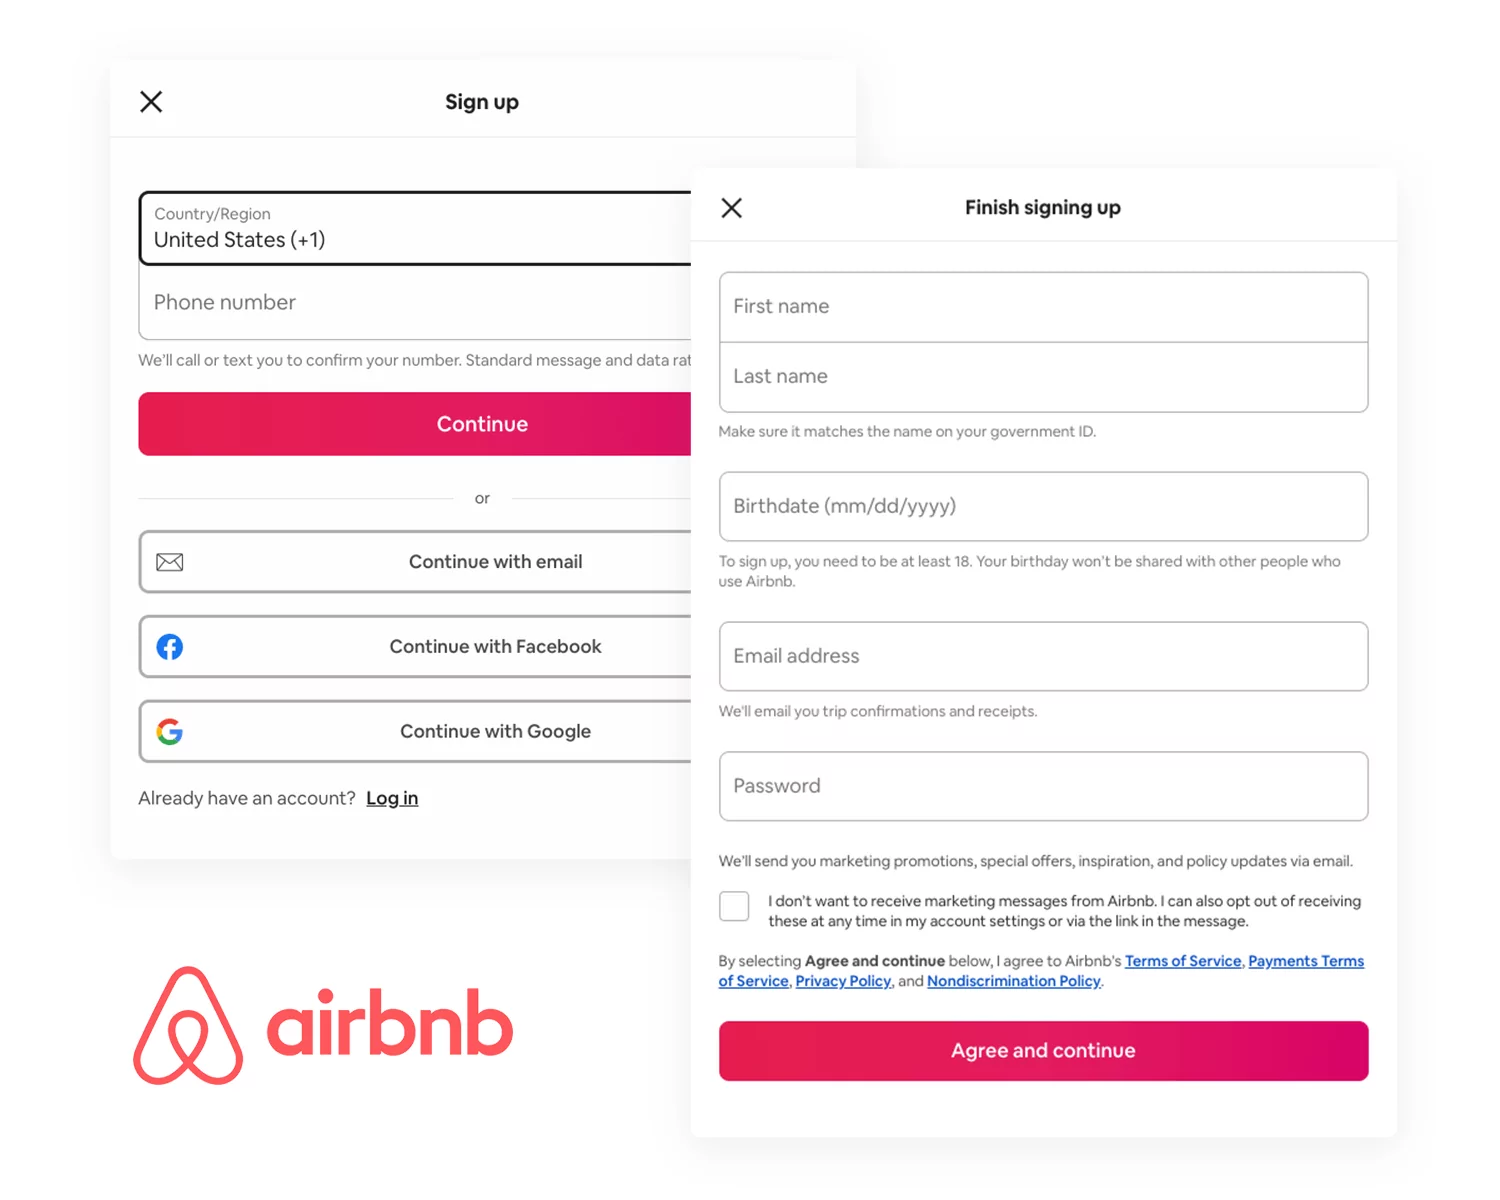 Sign up
Country/Region
United States (+1)
Phone number
We'll call or text you to confirm your number. Standard message and data
Continue
or
Continue with email
Continue with Facebook
Continue with Google
Already have an account? Log in
airbnb
Finish signing up
First name
Last name
Make sure it matches the name on your government ID.
Birthdate (mm/dd/yyyy)
To sign up, you need to be at least 18. Your birthday won't be shared with other people who
use Airbnb.
Email address
We'll email you trip confirmations and receipts.
Password
We'll send you marketing promotions, special offers, inspiration, and policy updates via email.
I don't want to receive marketing messages from Airbnb. I can also opt out of receiving
these at any time in my account settings or via the link in the message.
By selecting Agree and continue below, I agree to Airbnb's Terms of Service, Payments Terms
of Service, Privacy Policy, and Nondiscrimination Policy.
Agree and continue